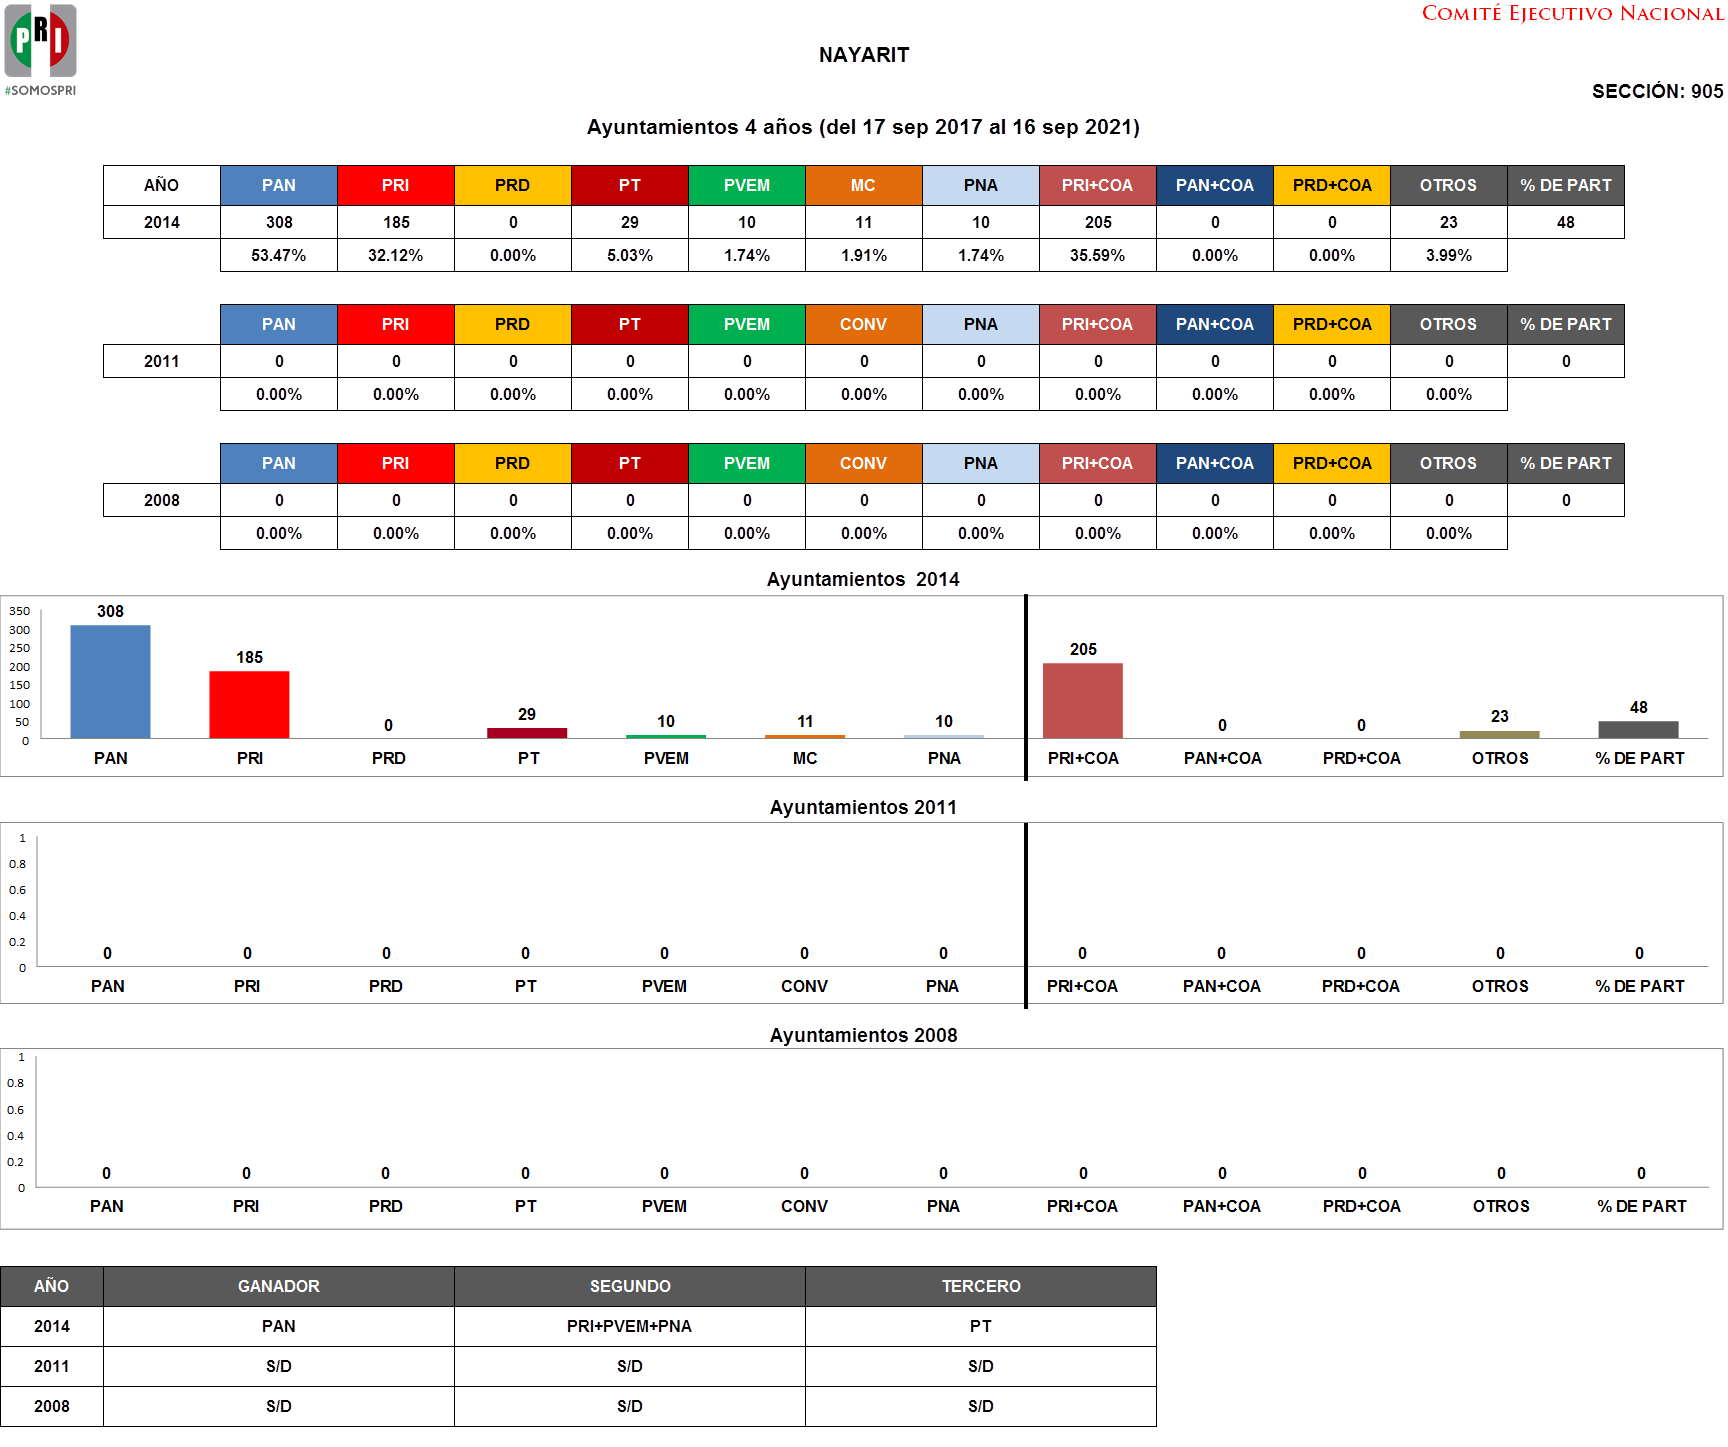 PRI
#SOMOSPRI
COMITÉ EJECUTIVO NACIONAL
NAYARIT
SECCIÓN: 905
Ayuntamientos 4 años (del 17 sep 2017 al 16 sep 2021)
AÑO PAN PRI PRD PT PVEM MC PNA PRI+COA PAN+COA PRD+COA OTROS % DE PART
2014 308 185 0 29 10 11 10 205 0 0 23 48
53.47% 32.12% 0.00% 5.03% 1.74% 1.91% 1.74% 35.59% 0.00% 0.00% 3.99%
PAN PRI PRD PT PVEM CONV PNA PRI+COA PAN+COA PRD+COA OTROS % DE PART
2011 0 0 0 0 0 0 0 0 0 0 0 0
0.00% 0.00% 0.00% 0.00% 0.00% 0.00% 0.00% 0.00% 0.00% 0.00% 0.00%
PAN PRI PRD PT PVEM CONV PNA PRI+COA PAN+COA PRD+COA OTROS % DE PART
2008 0 0 0 0 0 0 0 0 0 0 0 0
0.00% 0.00% 0.00% 0.00% 0.00% 0.00% 0.00% 0.00% 0.00% 0.00% 0.00%
Ayuntamientos 2014
350
300
250
200
150
100
50
0
308 185 0 29 10 11 10 205 0 0 23 48
PAN PRI PRD PT PVEM MC PNA PRI+COA PAN+COA PRD+COA OTROS % DE PART
Ayuntamientos 2011
1
0.8
0.6
0.4
0.2
0
0 0 0 0 0 0 0 0 0 0 0 0
PAN PRI PRD PT PVEM CONV PNA PRI+COA PAN+COA PRD+COA OTROS % DE PART
Ayuntamientos 2008
1
0.8
0.6
0.4
0.2
0
0 0 0 0 0 0 0 0 0 0 0 0
PAN PRI PRD PT PVEM CONV PNA PRI+COA PAN+COA PRD+COA OTROS % DE PART
AÑO GANADOR SEGUNDO TERCERO
2014 PAN PRI+PVEM+PNA PT
2011 S/D S/D S/D
2008 S/D S/D S/D